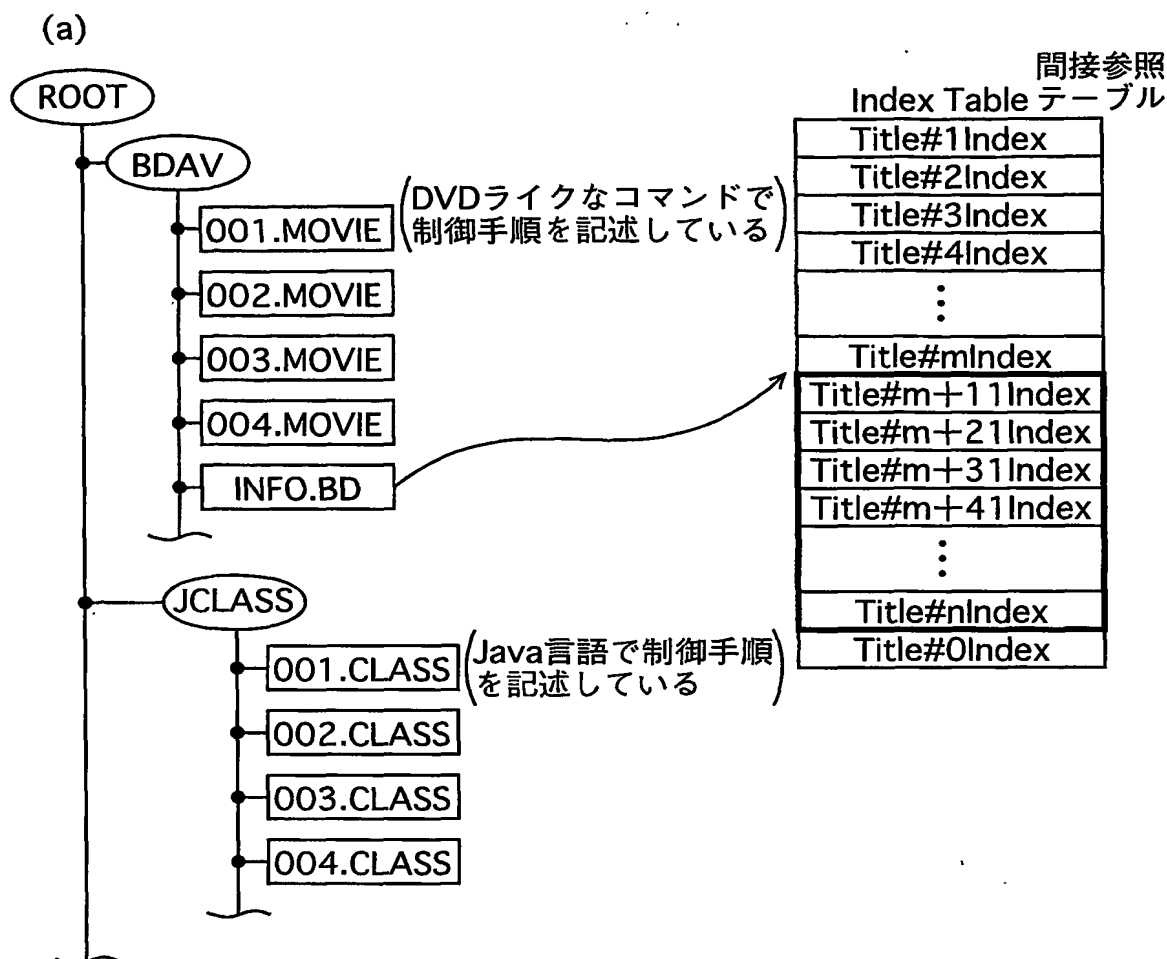 (a)
ROOT
BDAV
001.MOVIE
(DVDライクなコマンドで
制御手順を記述している)
002.MOVIE
003.MOVIE
004.MOVIE
INFO.BD
JCLASS
001.CLASS
(Java言語で制御手順
を記述している)
002.CLASS
003.CLASS
004.CLASS
間接参照
Index Table テーブル
Title#1Index
Title#2Index
Title#3Index
Title#4Index
⋮
Title#mIndex
Title#m+11Index
Title#m+21Index
Title#m+31Index
Title#m+41Index
⋮
Title#nIndex
Title#0Index